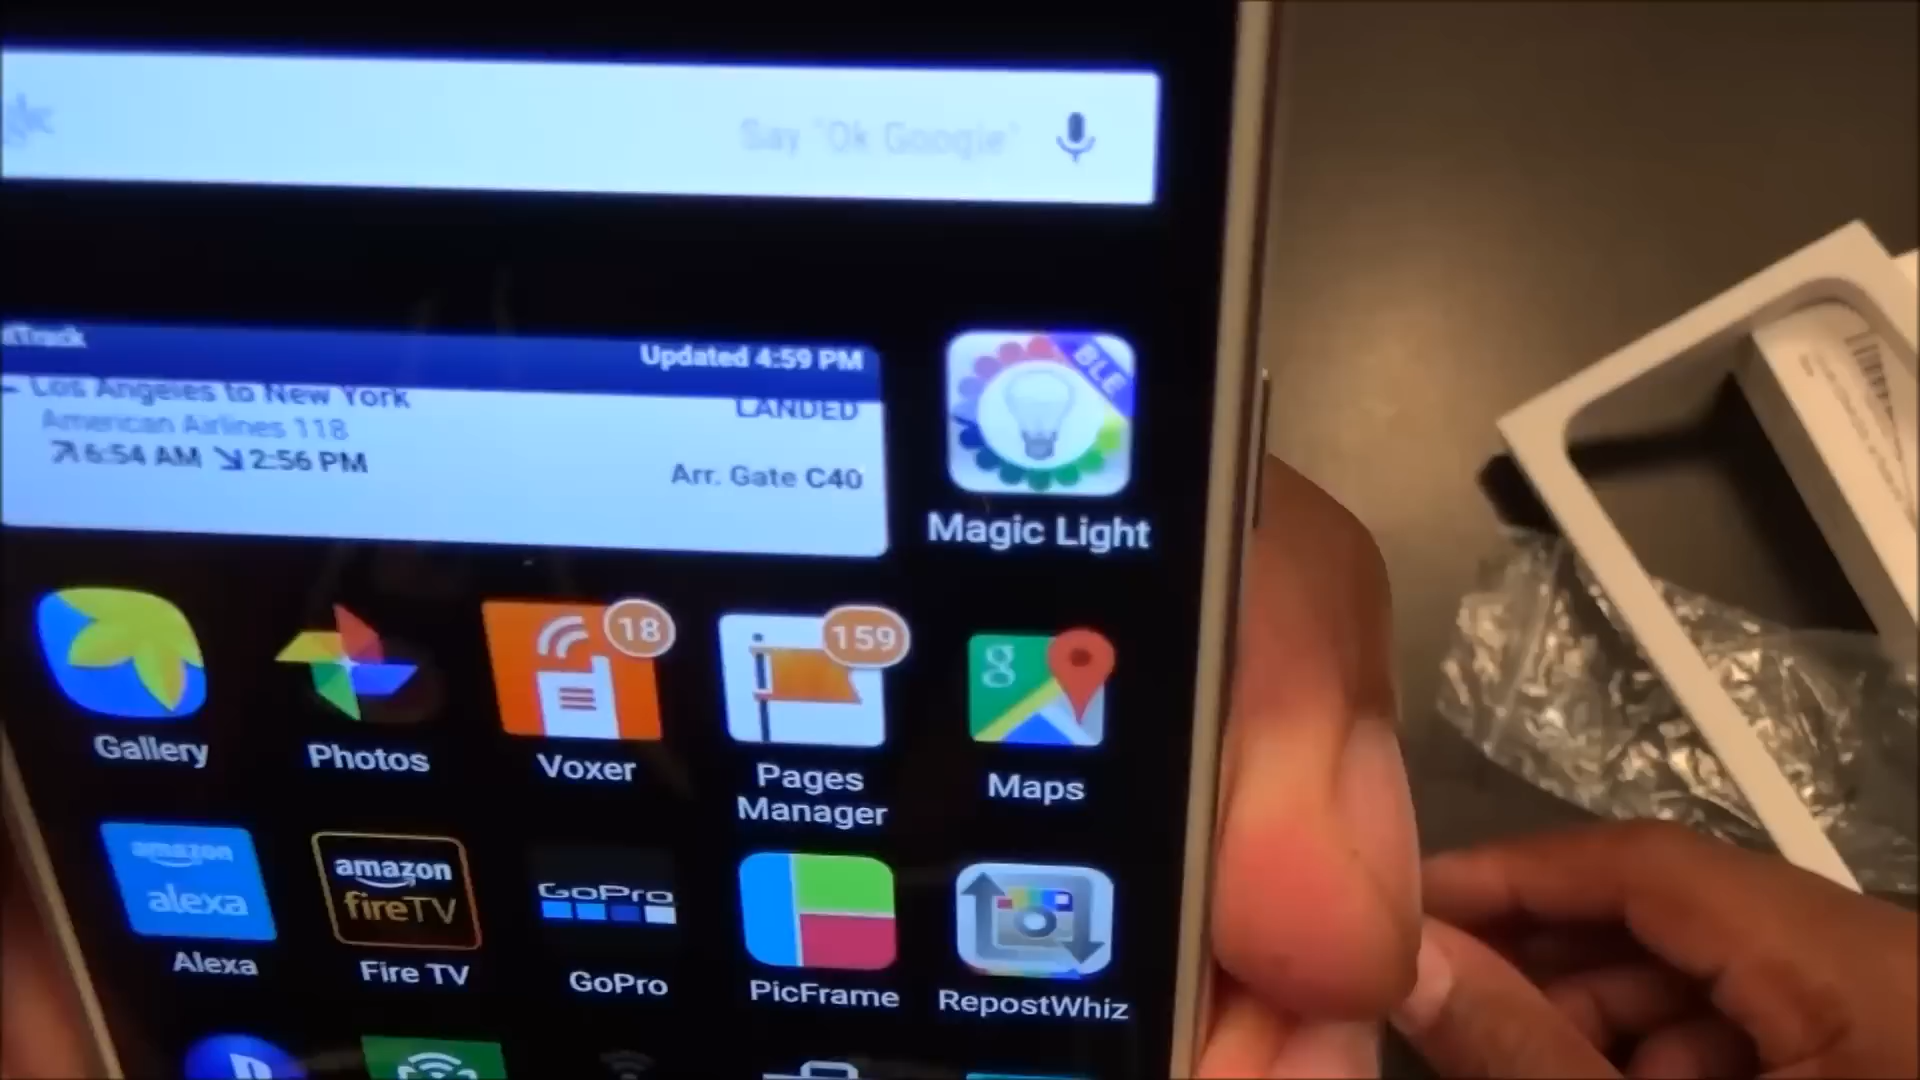 Say "Ok Google"
Updated 4:59 PM
Los Angeles to New York
LANDED
American Airlines 118
6:54 AM 2:56 PM
Arr. Gate C40
BLE
Magic Light
18
159
g
Gallery
Photos
Voxer
Pages
Manager
Maps
amazon
alexa
amazon
fireTV
GoPro
Alexa
Fire TV
GoPro
PicFrame
RepostWhiz